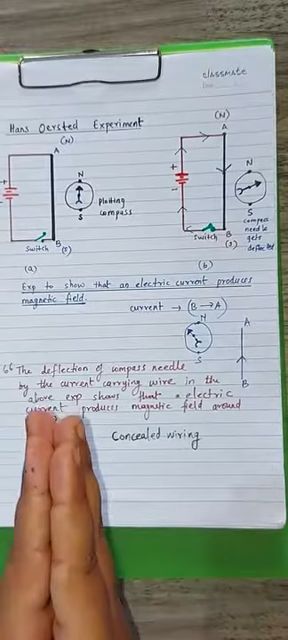 classmate
Hans Oersted Experiment
(N)
A
+
N
S
Plotting
compass
Switch
B
(S)
(a)
(N)
A
+
-
N
S
compass
needle
gets
deflected
Switch
B
(S)
(b)
Exp to show that an electric current produces
magnetic field.
current → (B → A)
N
S
A
B
The deflection of compass needle
by the current carrying wire in the
above exp shows that a electric
current produces magnetic field around
Concealed wiring